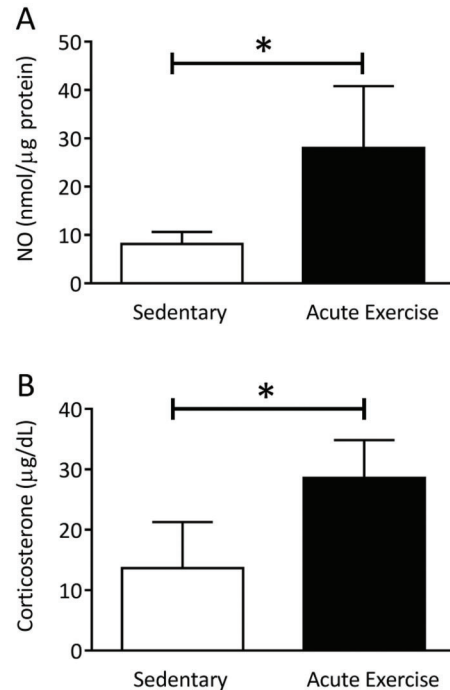 A
NO (nmol/µg protein)
50
40
30
20
10
0
*
Sedentary Acute Exercise
B
Corticosterone (µg/dL)
40
30
20
10
0
*
Sedentary Acute Exercise